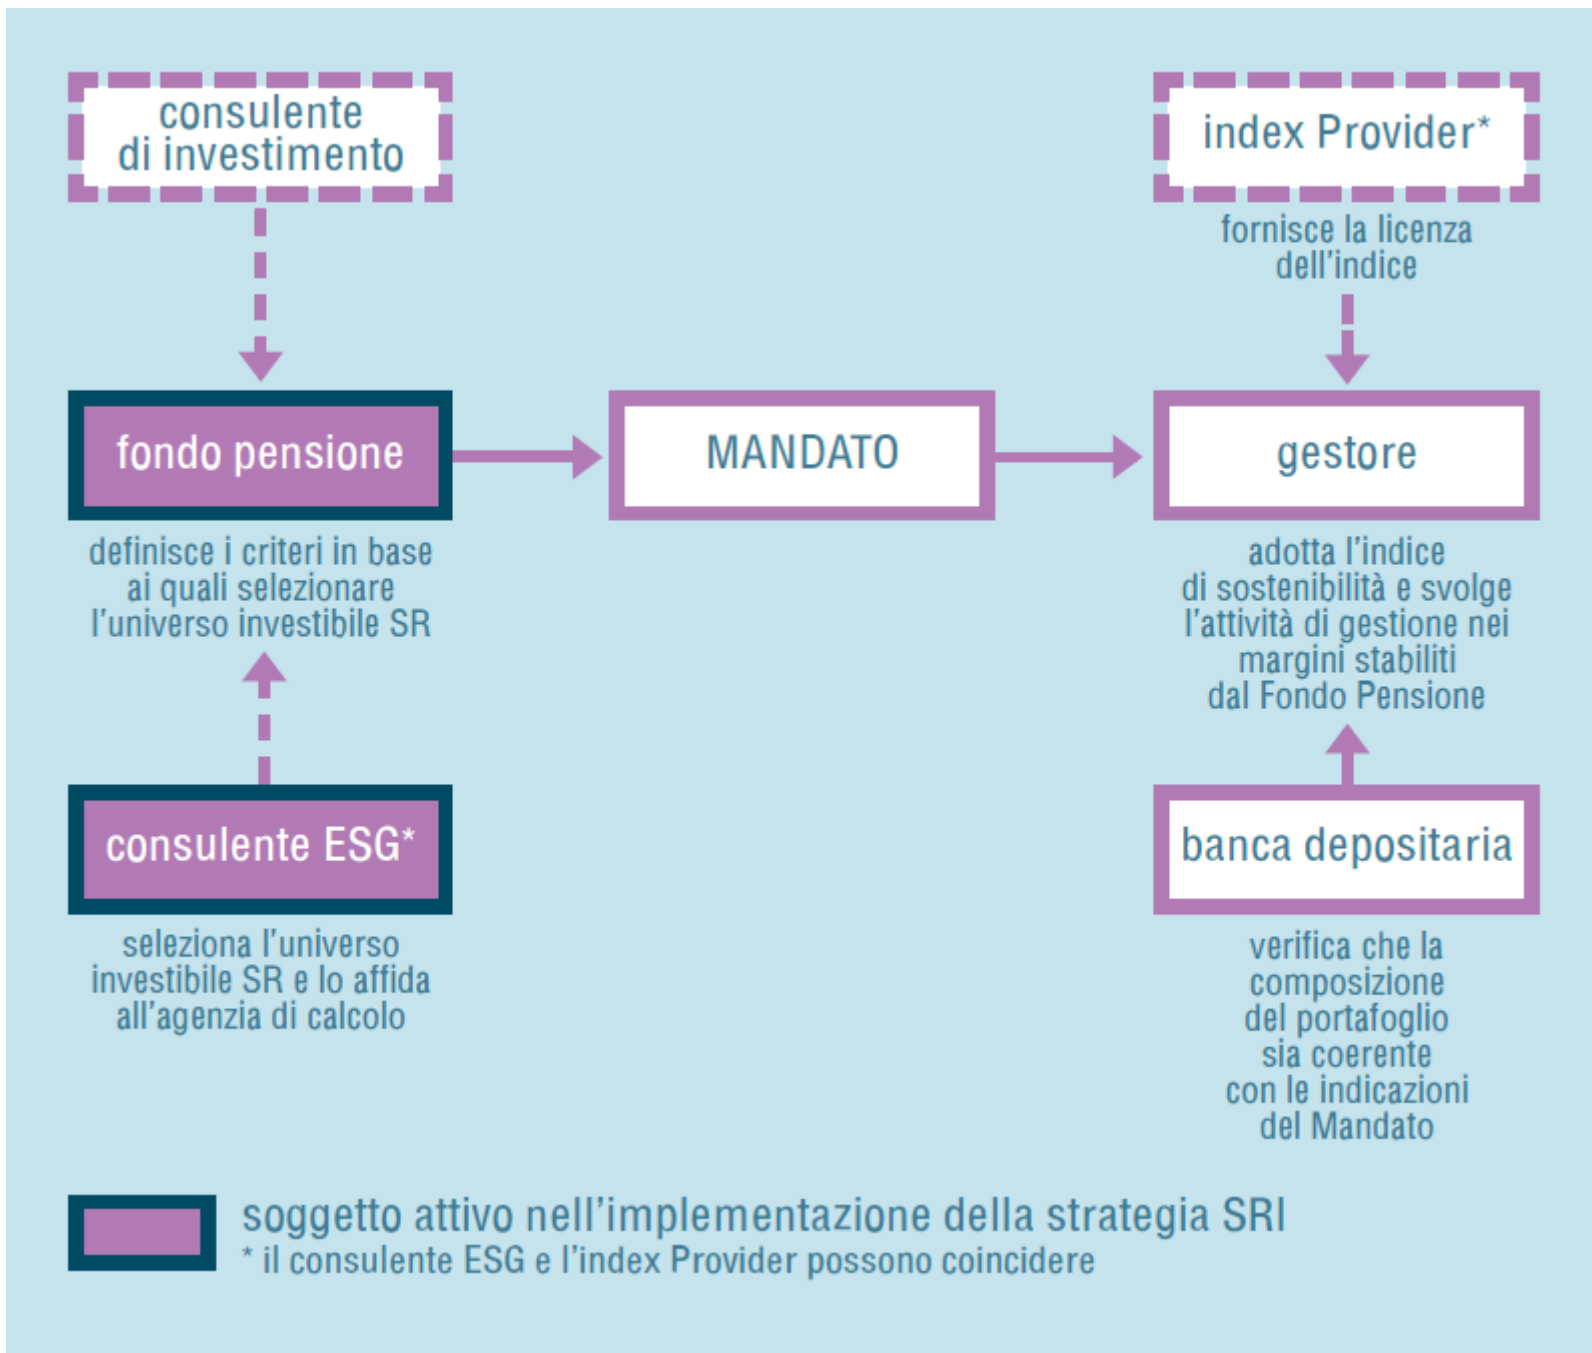 consulente
di investimento
index Provider*
fornisce la licenza
dell'indice
fondo pensione
MANDATO
gestore
definisce i criteri in base
ai quali selezionare
l'universo investibile SR
adotta l'indice
di sostenibilità e svolge
l'attività di gestione nei
margini stabiliti
dal Fondo Pensione
consulente ESG*
banca depositaria
seleziona l'universo
investibile SR e lo affida
all'agenzia di calcolo
verifica che la
composizione
del portafoglio
sia coerente
con le indicazioni
del Mandato
soggetto attivo nell'implementazione della strategia SRI
* il consulente ESG e l'index Provider possono coincidere